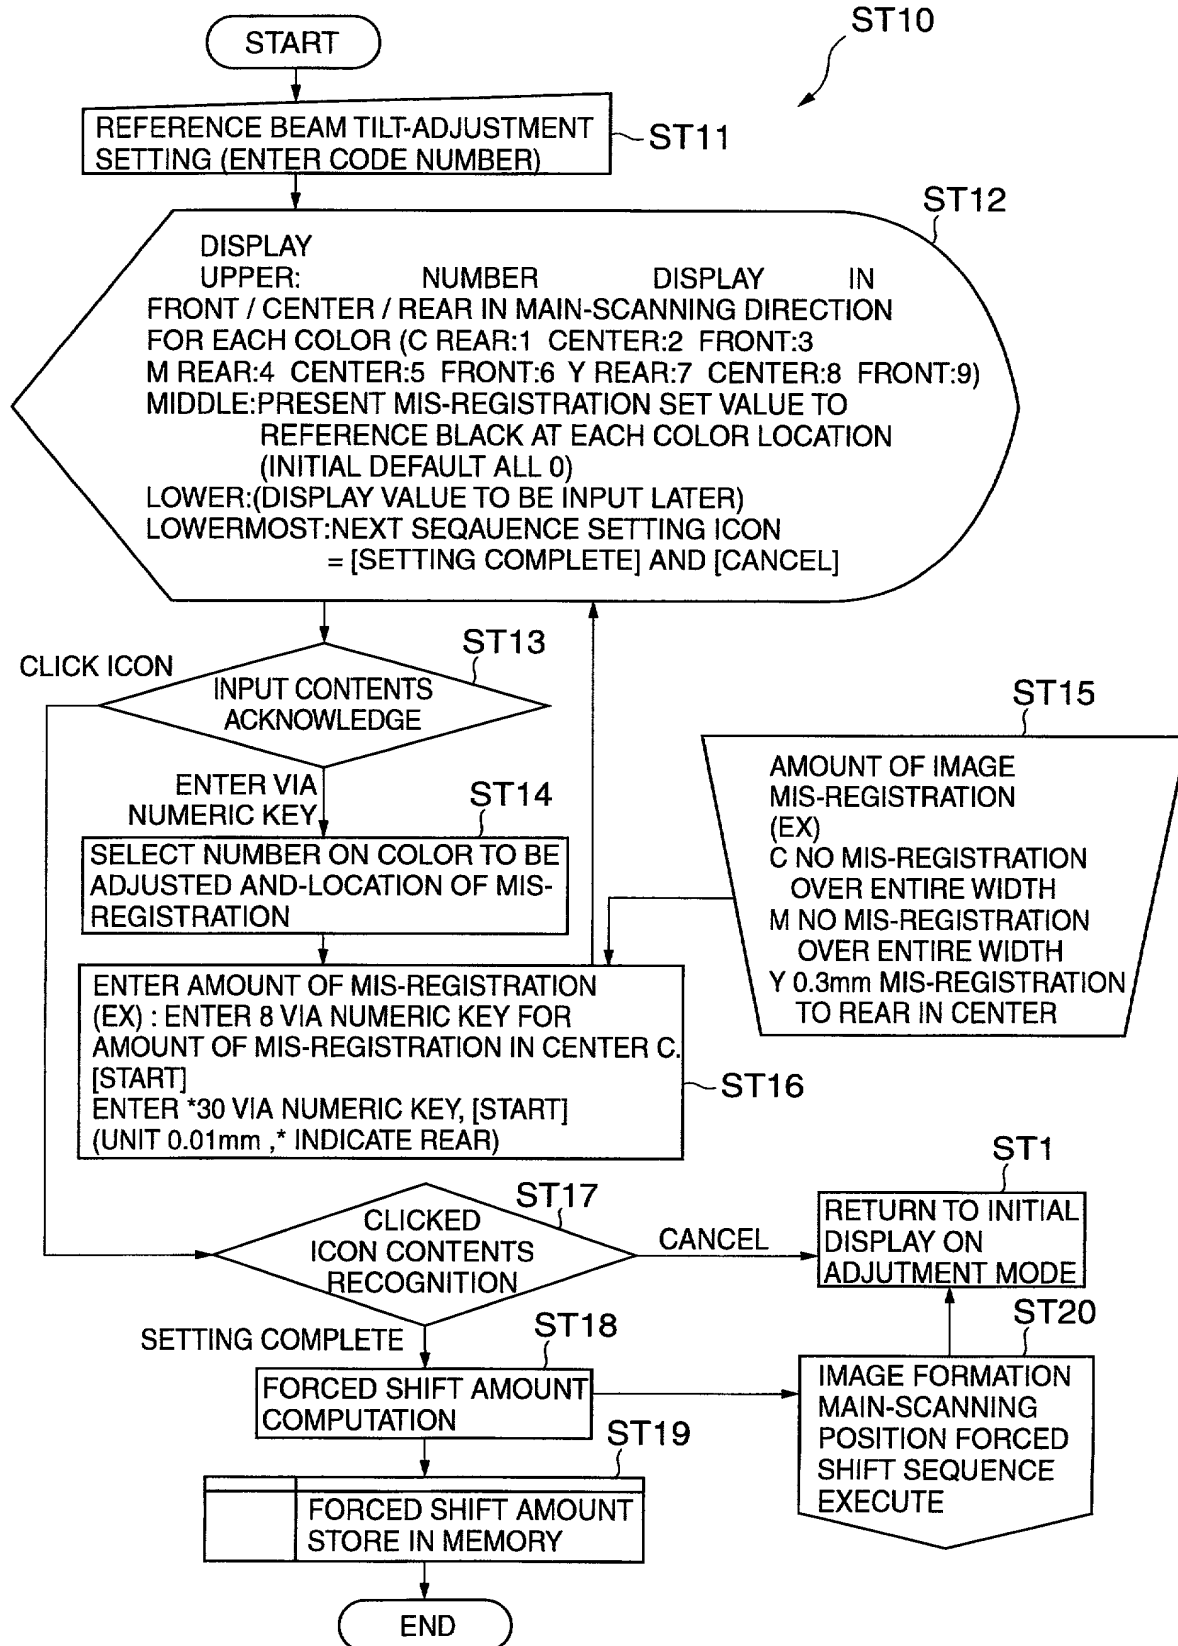 ST10
START
REFERENCE BEAM TILT-ADJUSTMENT
SETTING (ENTER CODE NUMBER)
ST11
ST12
DISPLAY
UPPER: NUMBER DISPLAY IN
FRONT / CENTER / REAR IN MAIN-SCANNING DIRECTION
FOR EACH COLOR (C REAR:1 CENTER:2 FRONT:3
M REAR:4 CENTER:5 FRONT:6 Y REAR:7 CENTER:8 FRONT:9)
MIDDLE:PRESENT MIS-REGISTRATION SET VALUE TO
REFERENCE BLACK AT EACH COLOR LOCATION
(INITIAL DEFAULT ALL 0)
LOWER:(DISPLAY VALUE TO BE INPUT LATER)
LOWERMOST:NEXT SEQAUENCE SETTING ICON
= [SETTING COMPLETE] AND [CANCEL]
ST13
CLICK ICON
INPUT CONTENTS
ACKNOWLEDGE
ENTER VIA
NUMERIC KEY
ST14
SELECT NUMBER ON COLOR TO BE
ADJUSTED AND-LOCATION OF MIS-
REGISTRATION
ST15
AMOUNT OF IMAGE
MIS-REGISTRATION
(EX)
C NO MIS-REGISTRATION
OVER ENTIRE WIDTH
M NO MIS-REGISTRATION
OVER ENTIRE WIDTH
Y 0.3mm MIS-REGISTRATION
TO REAR IN CENTER
ENTER AMOUNT OF MIS-REGISTRATION
(EX) : ENTER 8 VIA NUMERIC KEY FOR
AMOUNT OF MIS-REGISTRATION IN CENTER C.
[START]
ENTER *30 VIA NUMERIC KEY, [START]
(UNIT 0.01mm ,* INDICATE REAR)
ST16
ST17
CLICKED
ICON CONTENTS
RECOGNITION
CANCEL
ST1
RETURN TO INITIAL
DISPLAY ON
ADJUTMENT MODE
SETTING COMPLETE
ST18
FORCED SHIFT AMOUNT
COMPUTATION
ST20
IMAGE FORMATION
MAIN-SCANNING
POSITION FORCED
SHIFT SEQUENCE
EXECUTE
ST19
FORCED SHIFT AMOUNT
STORE IN MEMORY
END